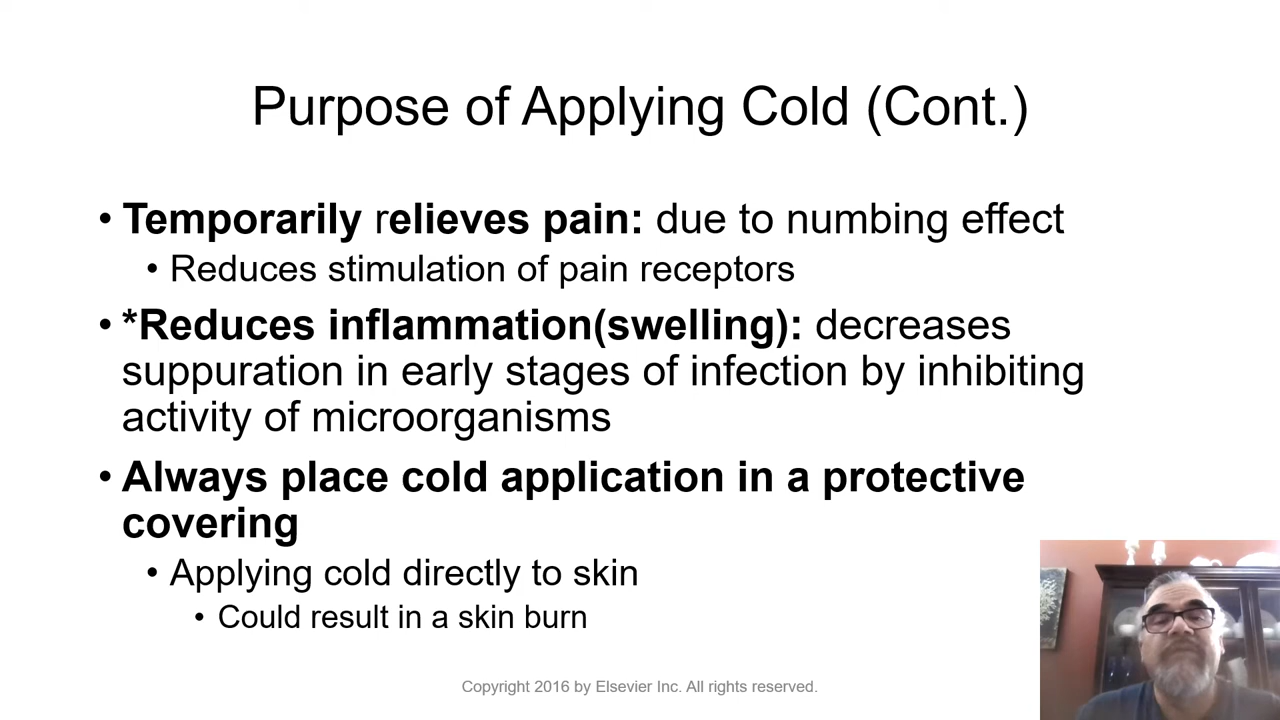 Purpose of Applying Cold (Cont.)
• Temporarily relieves pain: due to numbing effect
• Reduces stimulation of pain receptors
• *Reduces inflammation(swelling): decreases
suppuration in early stages of infection by inhibiting
activity of microorganisms
• Always place cold application in a protective
covering
• Applying cold directly to skin
• Could result in a skin burn
Copyright 2016 by Elsevier Inc. All rights reserved.